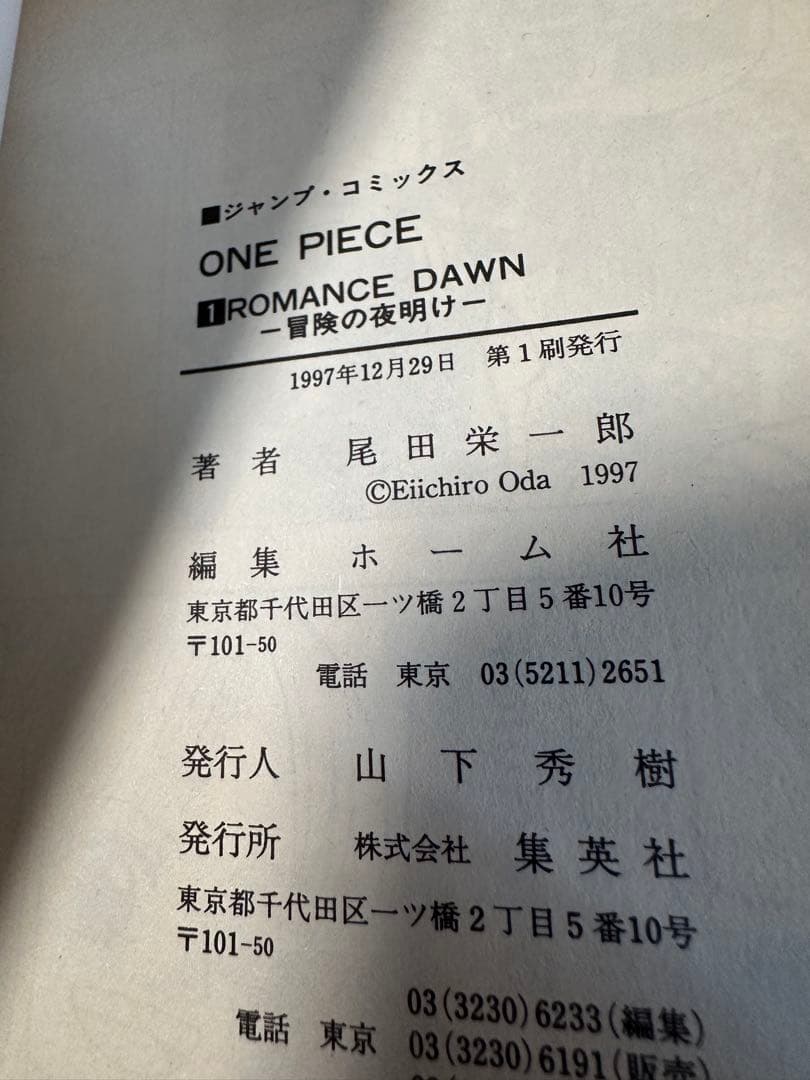 ■ジャンプ・コミックス
ONE PIECE
1 ROMANCE DAWN
―冒険の夜明け―
1997年12月29日 第1刷発行
著者 尾田栄一郎
©Eiichiro Oda 1997
編集 ホーム社
東京都千代田区一ツ橋2丁目5番10号
〒101-50
電話 東京 03(5211)2651
発行人 山下秀樹
発行所 株式会社 集英社
東京都千代田区一ツ橋2丁目5番10号
〒101-50
03(3230)6233(編集)
電話 東京 03(3230)6191(販売)